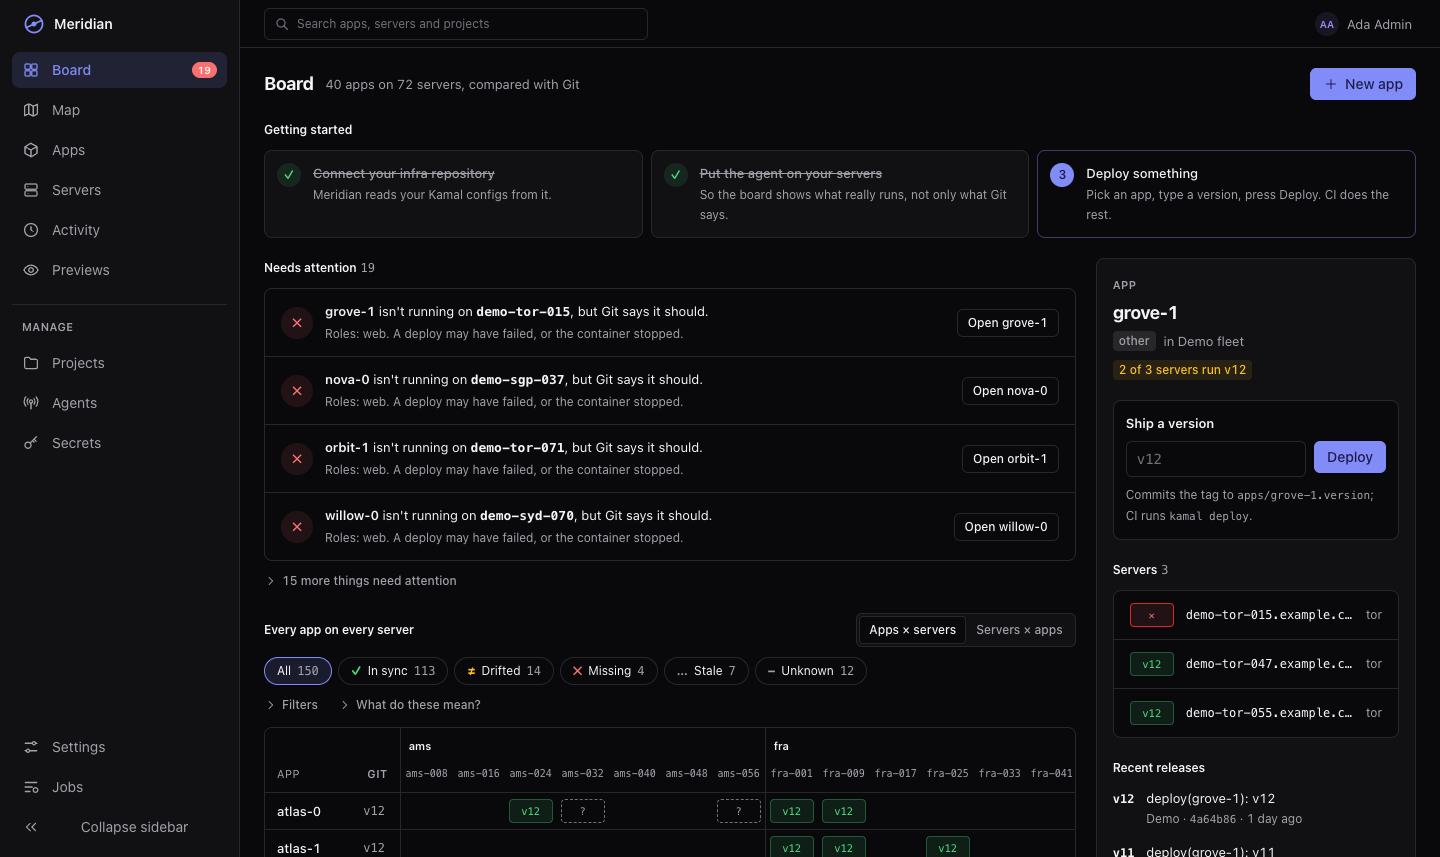 Meridian
Search apps, servers and projects
AA Ada Admin
Board 19
Map
Apps
Servers
Activity
Previews
MANAGE
Projects
Agents
Secrets
Settings
Jobs
Collapse sidebar
Board 40 apps on 72 servers, compared with Git
+ New app
Getting started
Connect your infra repository
Meridian reads your Kamal configs from it.
Put the agent on your servers
So the board shows what really runs, not only what Git
says.
3 Deploy something
Pick an app, type a version, press Deploy. CI does the
rest.
Needs attention 19
grove-1 isn't running on demo-tor-015, but Git says it should.
Roles: web. A deploy may have failed, or the container stopped.
Open grove-1
nova-0 isn't running on demo-sgp-037, but Git says it should.
Roles: web. A deploy may have failed, or the container stopped.
Open nova-0
orbit-1 isn't running on demo-tor-071, but Git says it should.
Roles: web. A deploy may have failed, or the container stopped.
Open orbit-1
willow-0 isn't running on demo-syd-070, but Git says it should.
Roles: web. A deploy may have failed, or the container stopped.
Open willow-0
15 more things need attention
Every app on every server
Apps × servers Servers × apps
All 150 In sync 113 ≠ Drifted 14 × Missing 4 … Stale 7 – Unknown 12
Filters What do these mean?
ams fra
APP GIT ams-008 ams-016 ams-024 ams-032 ams-040 ams-048 ams-056 fra-001 fra-009 fra-017 fra-025 fra-033 fra-041
atlas-0 v12 v12 ? ? v12 v12
atlas-1 v12 v12 v12 v12
APP
grove-1
other in Demo fleet
2 of 3 servers run v12
Ship a version
v12 Deploy
Commits the tag to apps/grove-1.version;
CI runs kamal deploy.
Servers 3
× demo-tor-015.example.c… tor
v12 demo-tor-047.example.c… tor
v12 demo-tor-055.example.c… tor
Recent releases
v12 deploy(grove-1): v12
Demo · 4a64b86 · 1 day ago
v11 deploy(grove-1): v11